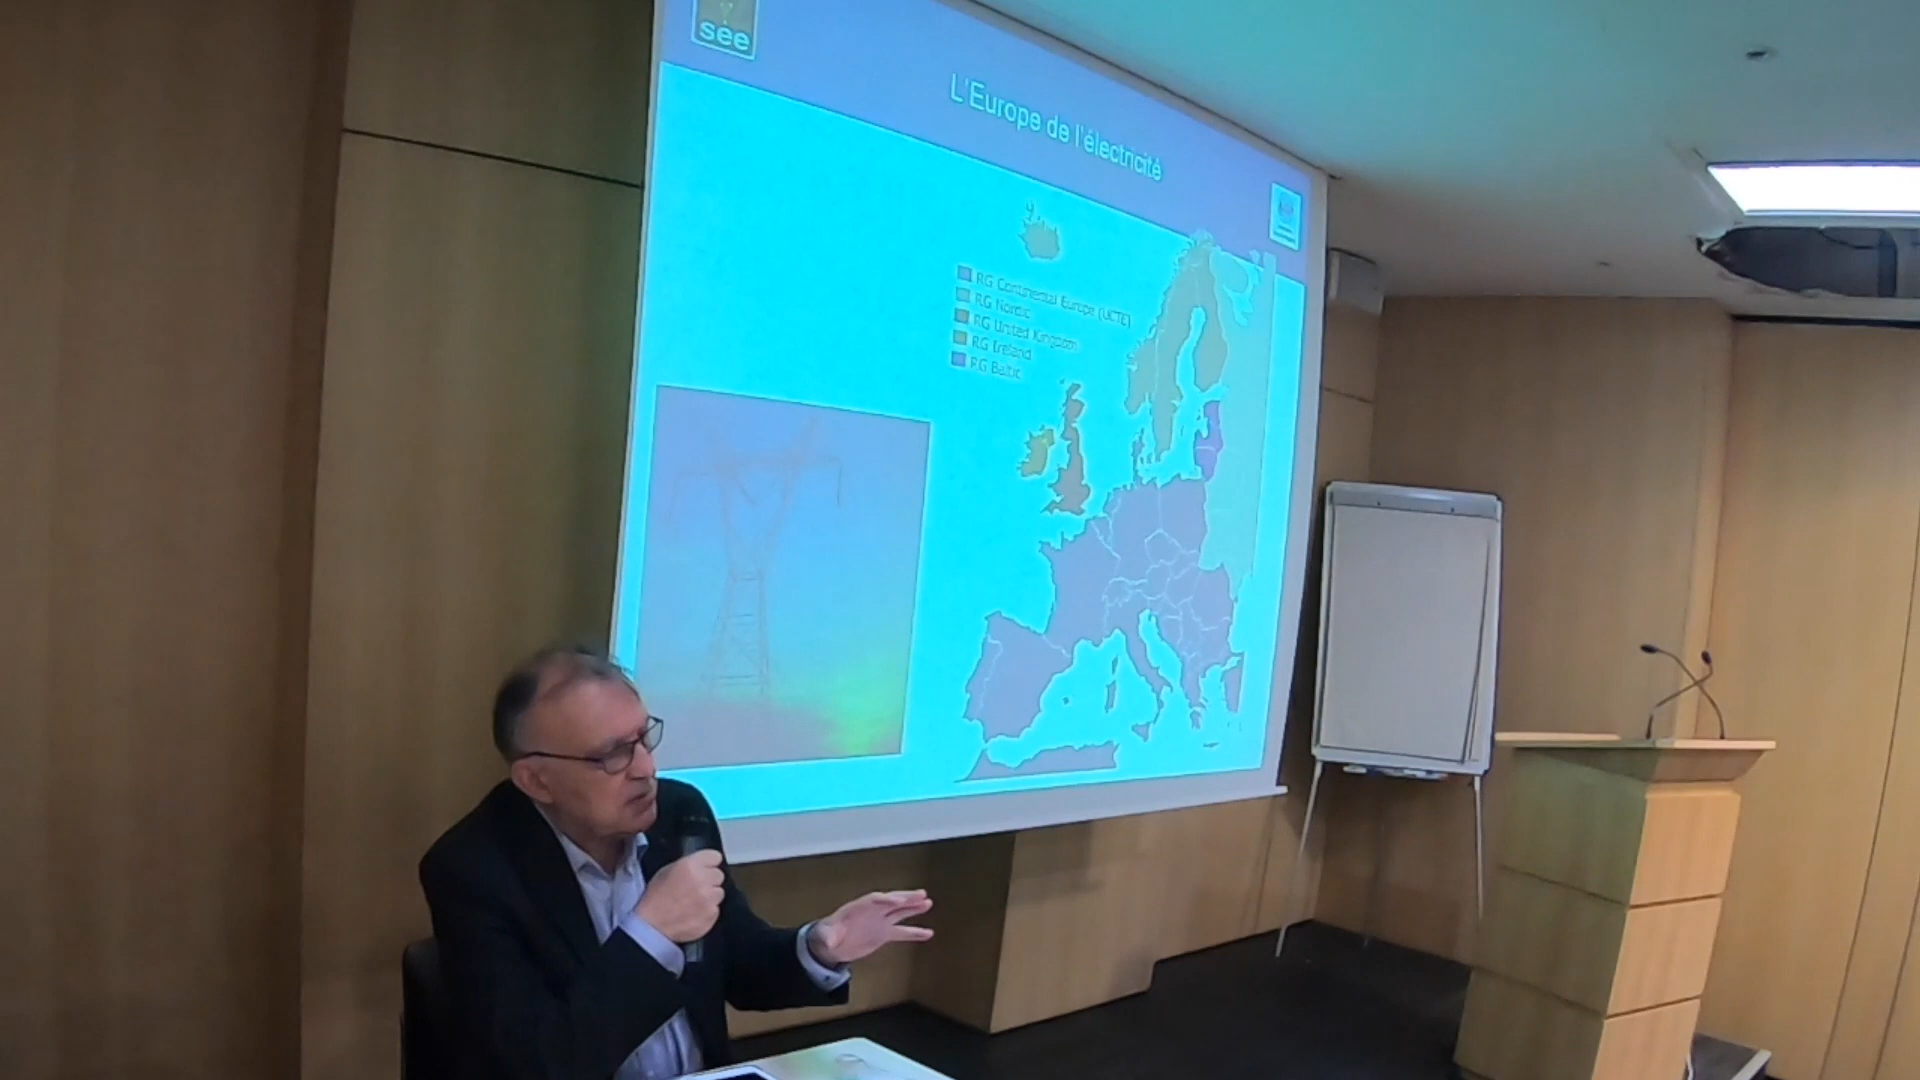 see
L'Europe de l'électricité
RG Continental Europe (UCTE)
RG Nordic
RG United Kingdom
RG Ireland
RG Baltic